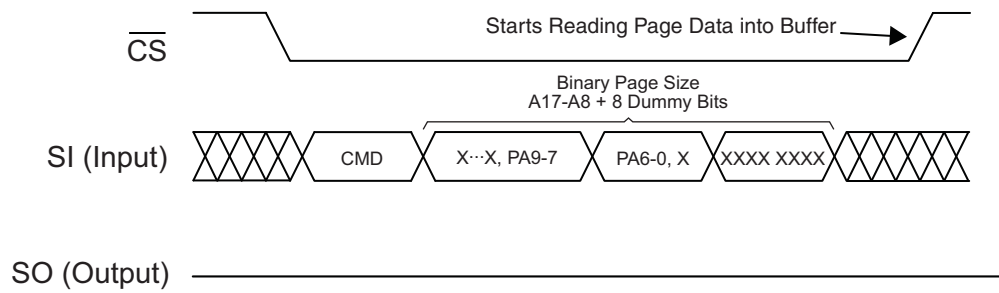 Starts Reading Page Data into Buffer
CS
Binary Page Size
A17-A8 + 8 Dummy Bits
SI (Input)
CMD
X···X, PA9-7
PA6-0, X
XXXX XXXX
SO (Output)